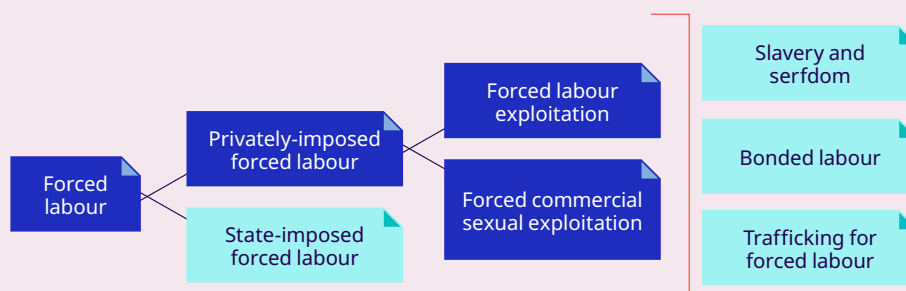 Forced
labour
Privately-imposed
forced labour
State-imposed
forced labour
Forced labour
exploitation
Forced commercial
sexual exploitation
Slavery and
serfdom
Bonded labour
Trafficking for
forced labour